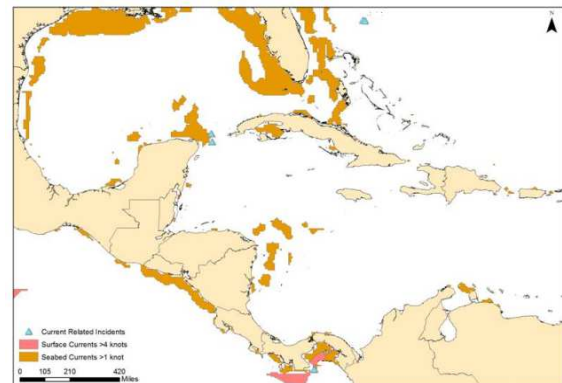 N
Current Related Incidents
Surface Currents >4 knots
Seabed Currents >1 knot
0 105 210 420
Miles